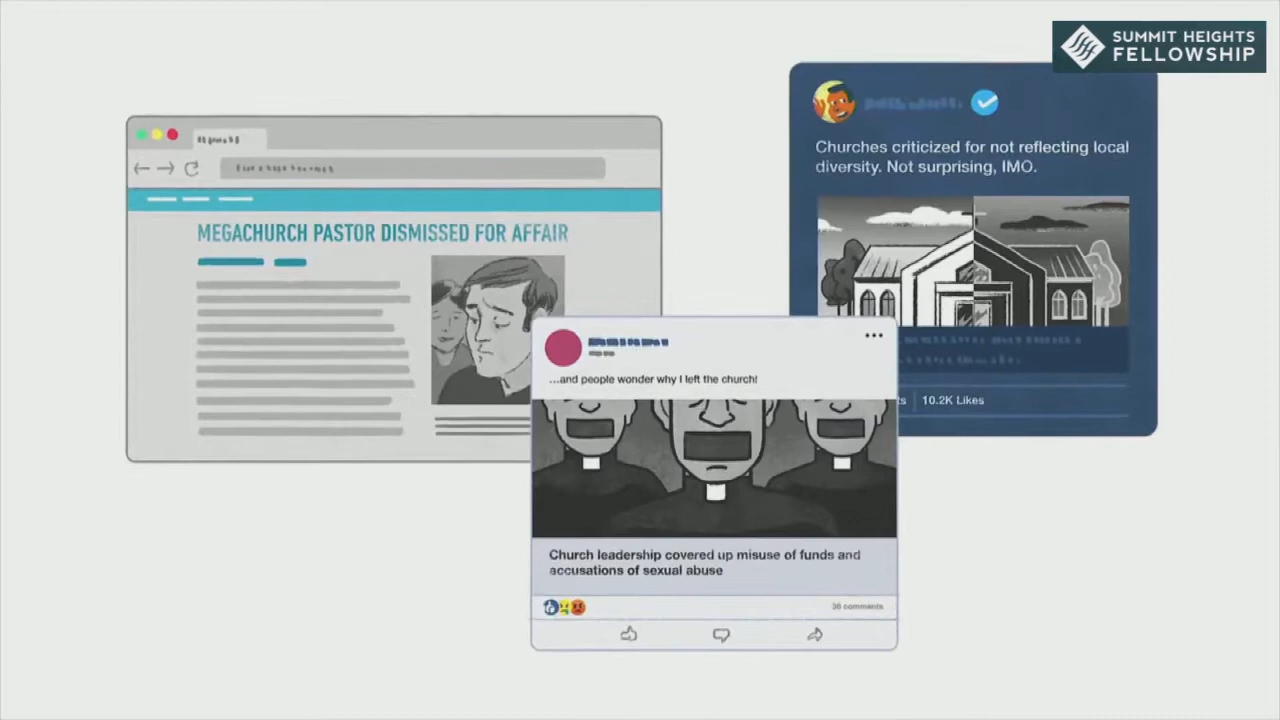 SUMMIT HEIGHTS
FELLOWSHIP
MEGACHURCH PASTOR DISMISSED FOR AFFAIR
Churches criticized for not reflecting local
diversity. Not surprising, IMO.
10.2K Likes
...and people wonder why I left the church!
Church leadership covered up misuse of funds and
accusations of sexual abuse
36 comments